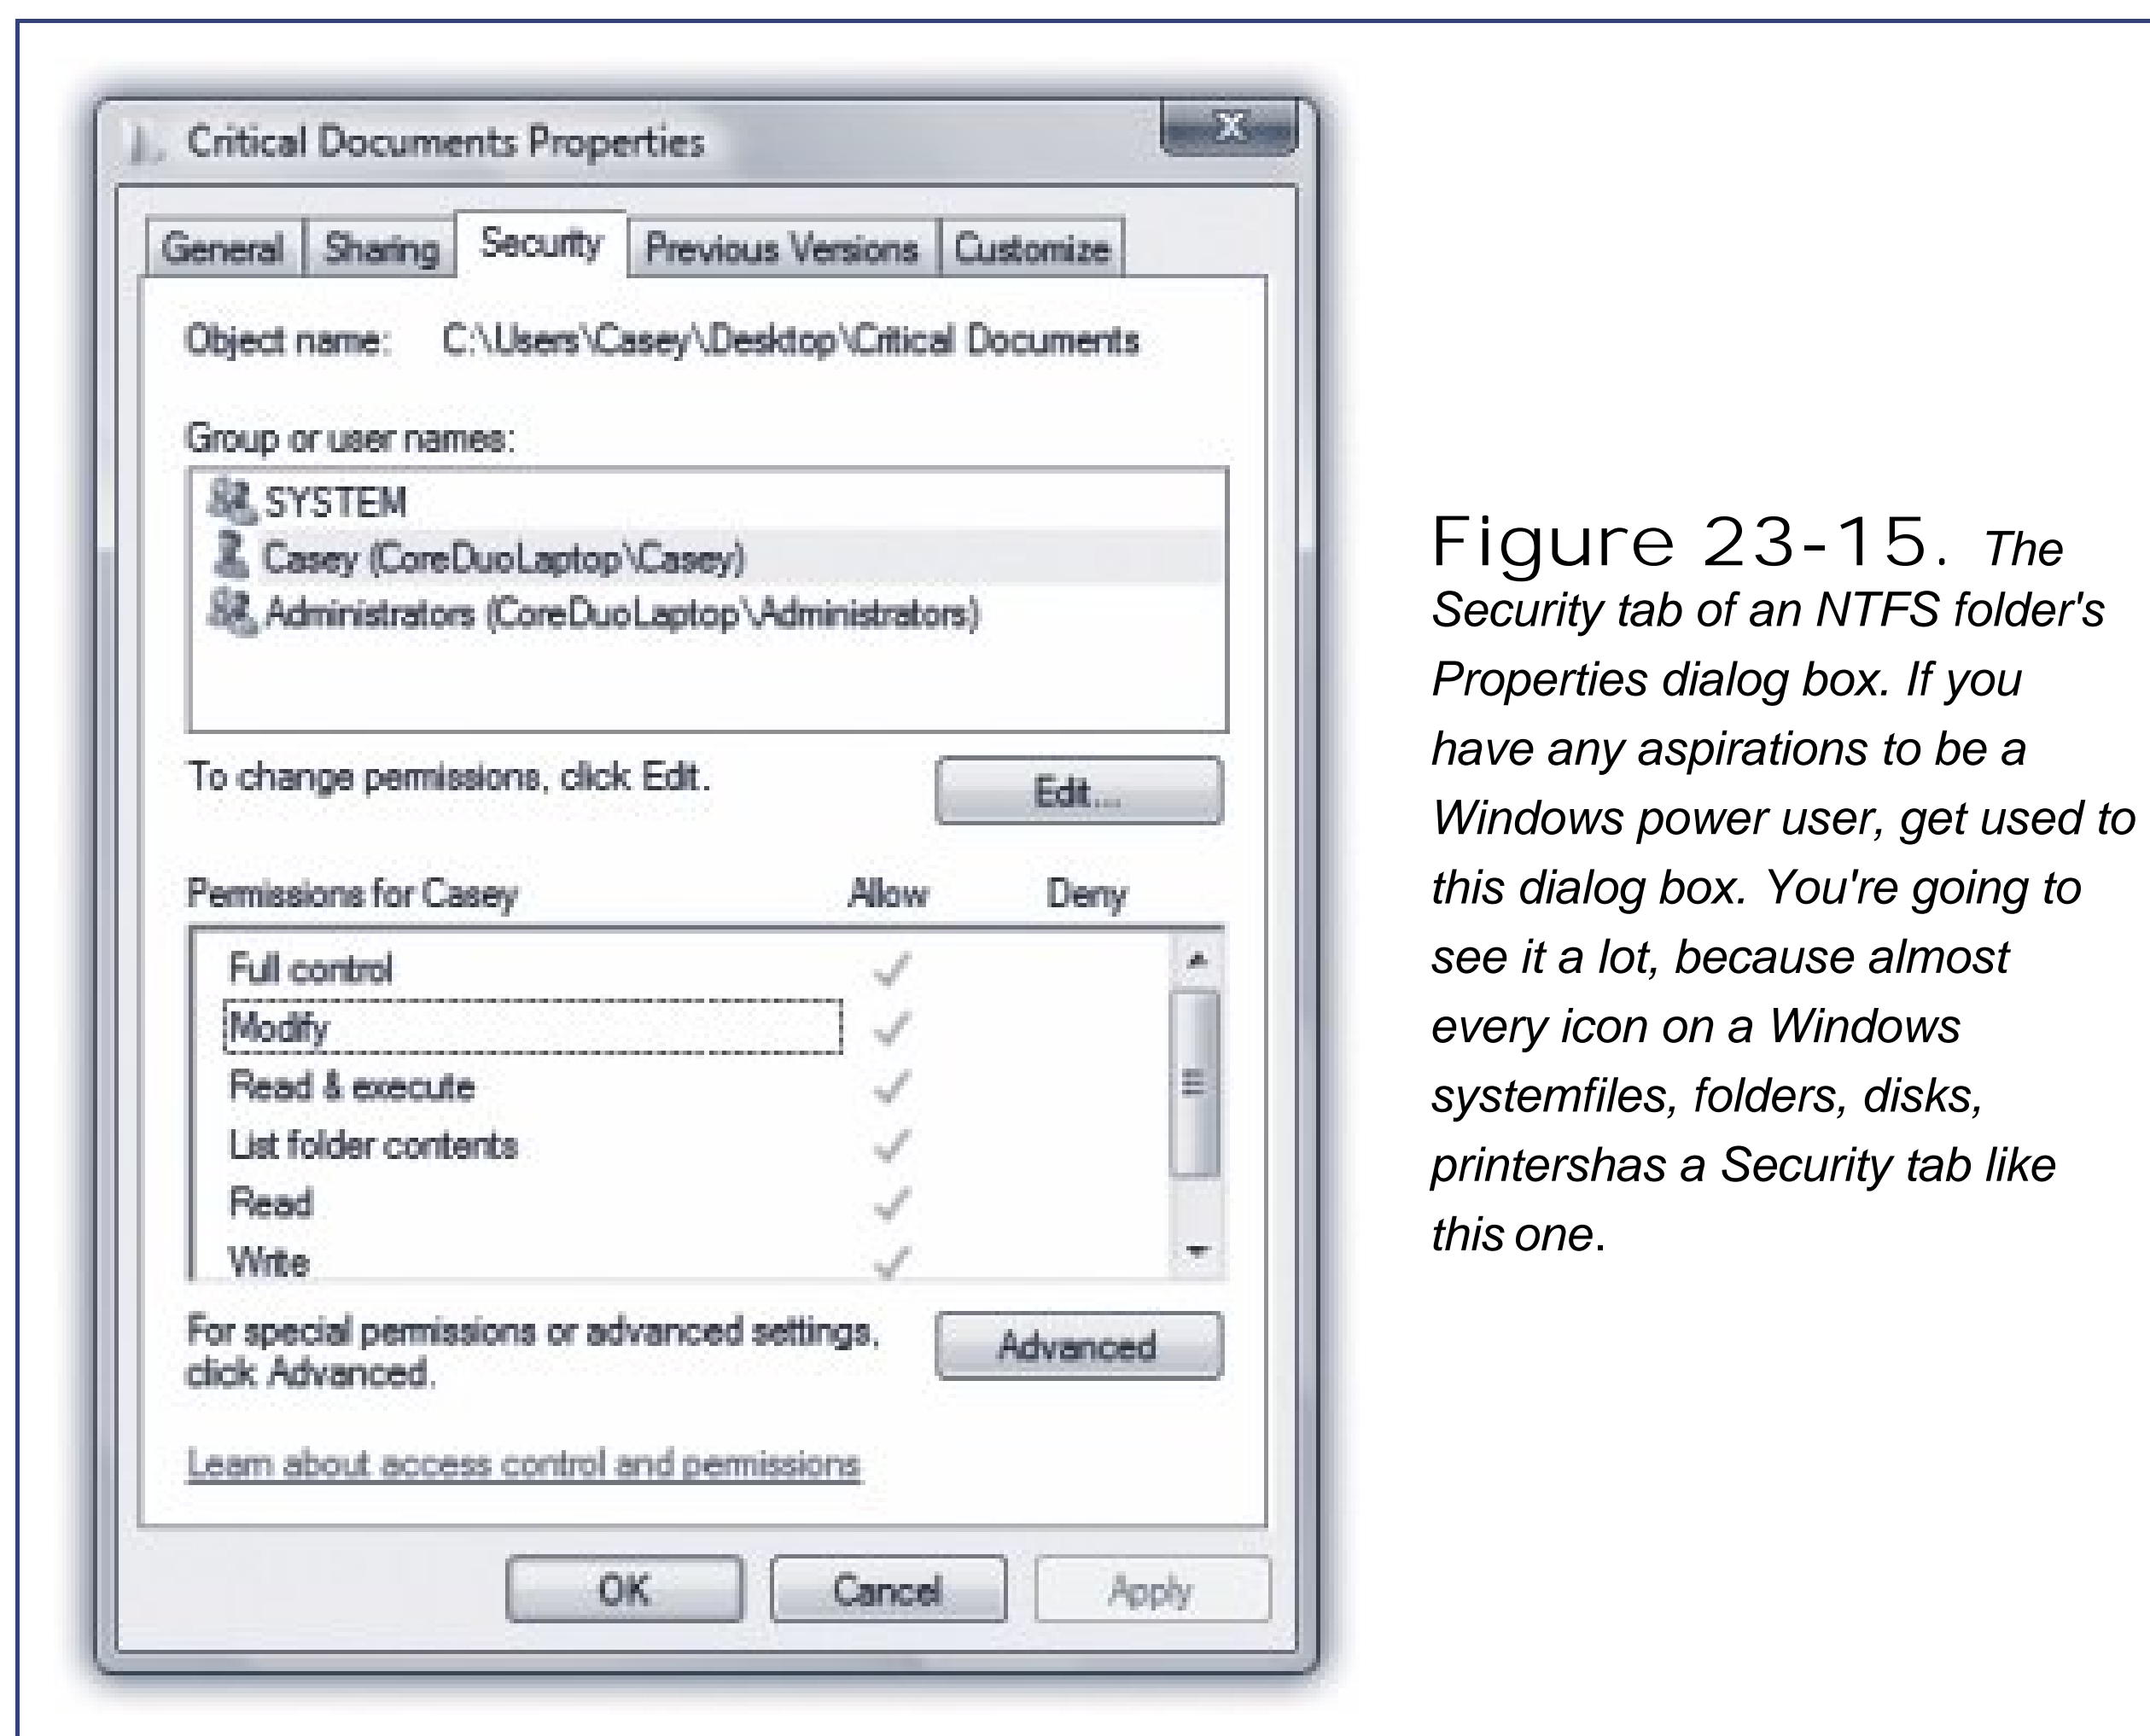 Critical Documents Properties
General Sharing Security Previous Versions Customize
Object name: C:\Users\Casey\Desktop\Critical Documents
Group or user names:
SYSTEM
Casey (CoreDuoLaptop\Casey)
Administrators (CoreDuoLaptop\Administrators)
To change permissions, click Edit.
Edit...
Permissions for Casey Allow Deny
Full control
Modify
Read & execute
List folder contents
Read
Write
For special permissions or advanced settings,
click Advanced.
Advanced
Learn about access control and permissions
OK Cancel Apply
Figure 23-15. The
Security tab of an NTFS folder's
Properties dialog box. If you
have any aspirations to be a
Windows power user, get used to
this dialog box. You're going to
see it a lot, because almost
every icon on a Windows
systemfiles, folders, disks,
printershas a Security tab like
this one.